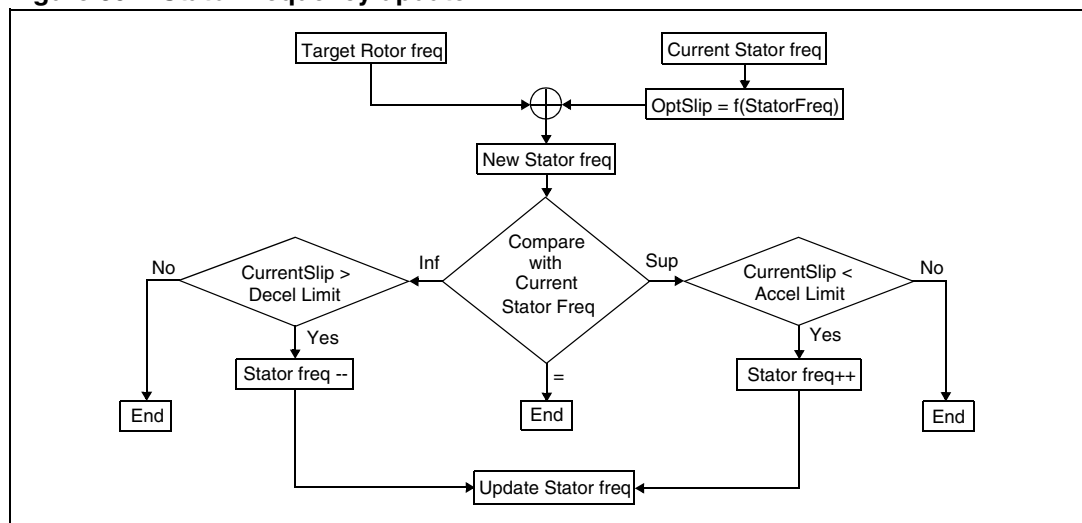 Target Rotor freq
Current Stator freq
OptSlip = f(StatorFreq)
New Stator freq
Compare
with
Current
Stator Freq
Inf
Sup
=
CurrentSlip >
Decel Limit
No
Yes
CurrentSlip <
Accel Limit
No
Yes
Stator freq --
Stator freq++
End
End
End
Update Stator freq